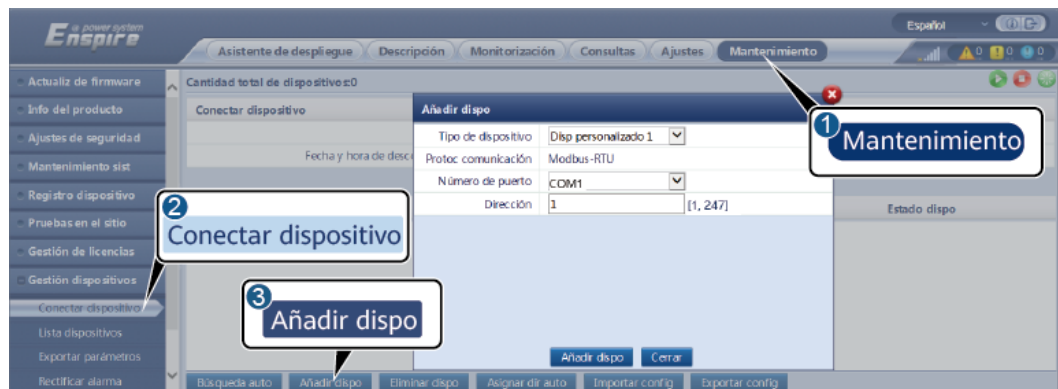 e power system
Enspire
Español
Asistente de despliegue Descripción Monitorización Consultas Ajustes Mantenimiento
0 0 0
Actualiz de firmware
Info del producto
Ajustes de seguridad
Mantenimiento sist
Registro dispositivo
Pruebas en el sitio
Gestión de licencias
Gestión dispositivos
Conectar dispositivo
Lista dispositivos
Exportar parámetros
Rectificar alarma
Cantidad total de dispositivos:0
Conectar dispositivo
Fecha y hora de desc
Estado dispo
Añadir dispo
Tipo de dispositivo Disp personalizado 1
Protoc comunicación Modbus-RTU
Número de puerto COM1
Dirección 1 [1, 247]
Añadir dispo Cerrar
1 Mantenimiento
2 Conectar dispositivo
3 Añadir dispo
Búsqueda auto Añadir dispo Eliminar dispo Asignar dir auto Importar config Exportar config